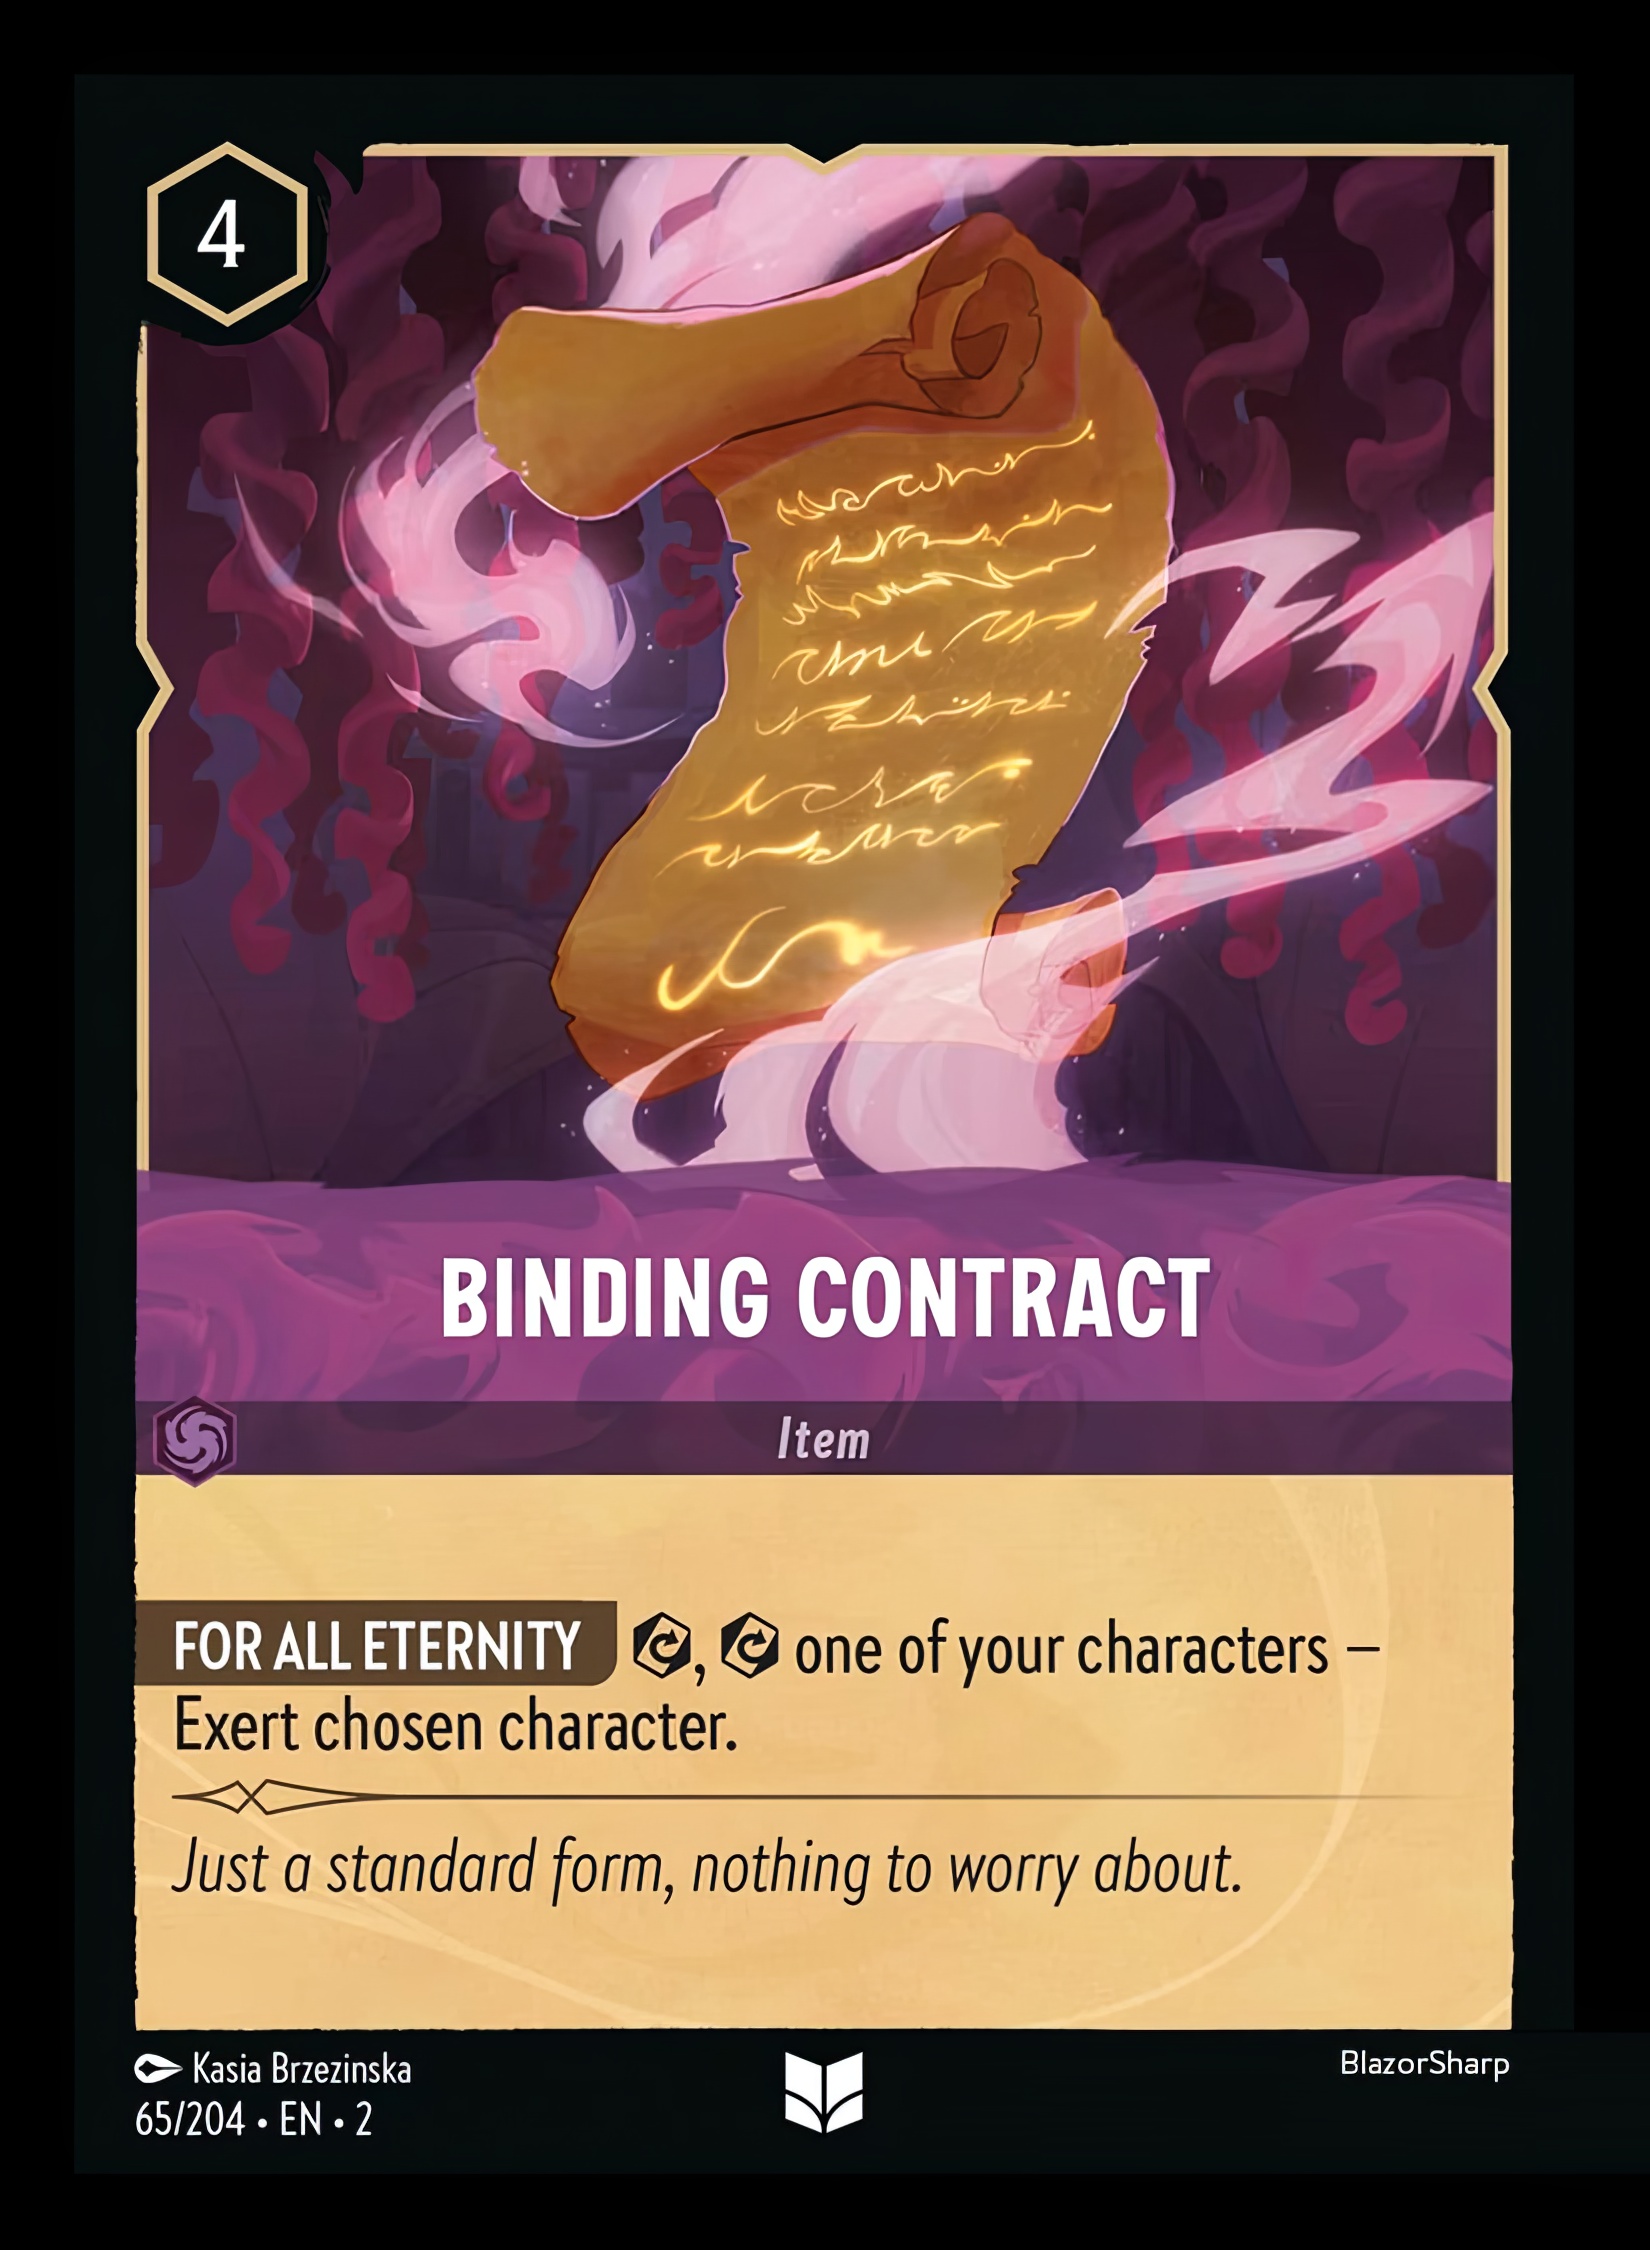 4
BINDING CONTRACT
Item
FOR ALL ETERNITY , one of your characters –
Exert chosen character.
Just a standard form, nothing to worry about.
Kasia Brzezinska
65/204 • EN • 2
BlazorSharp